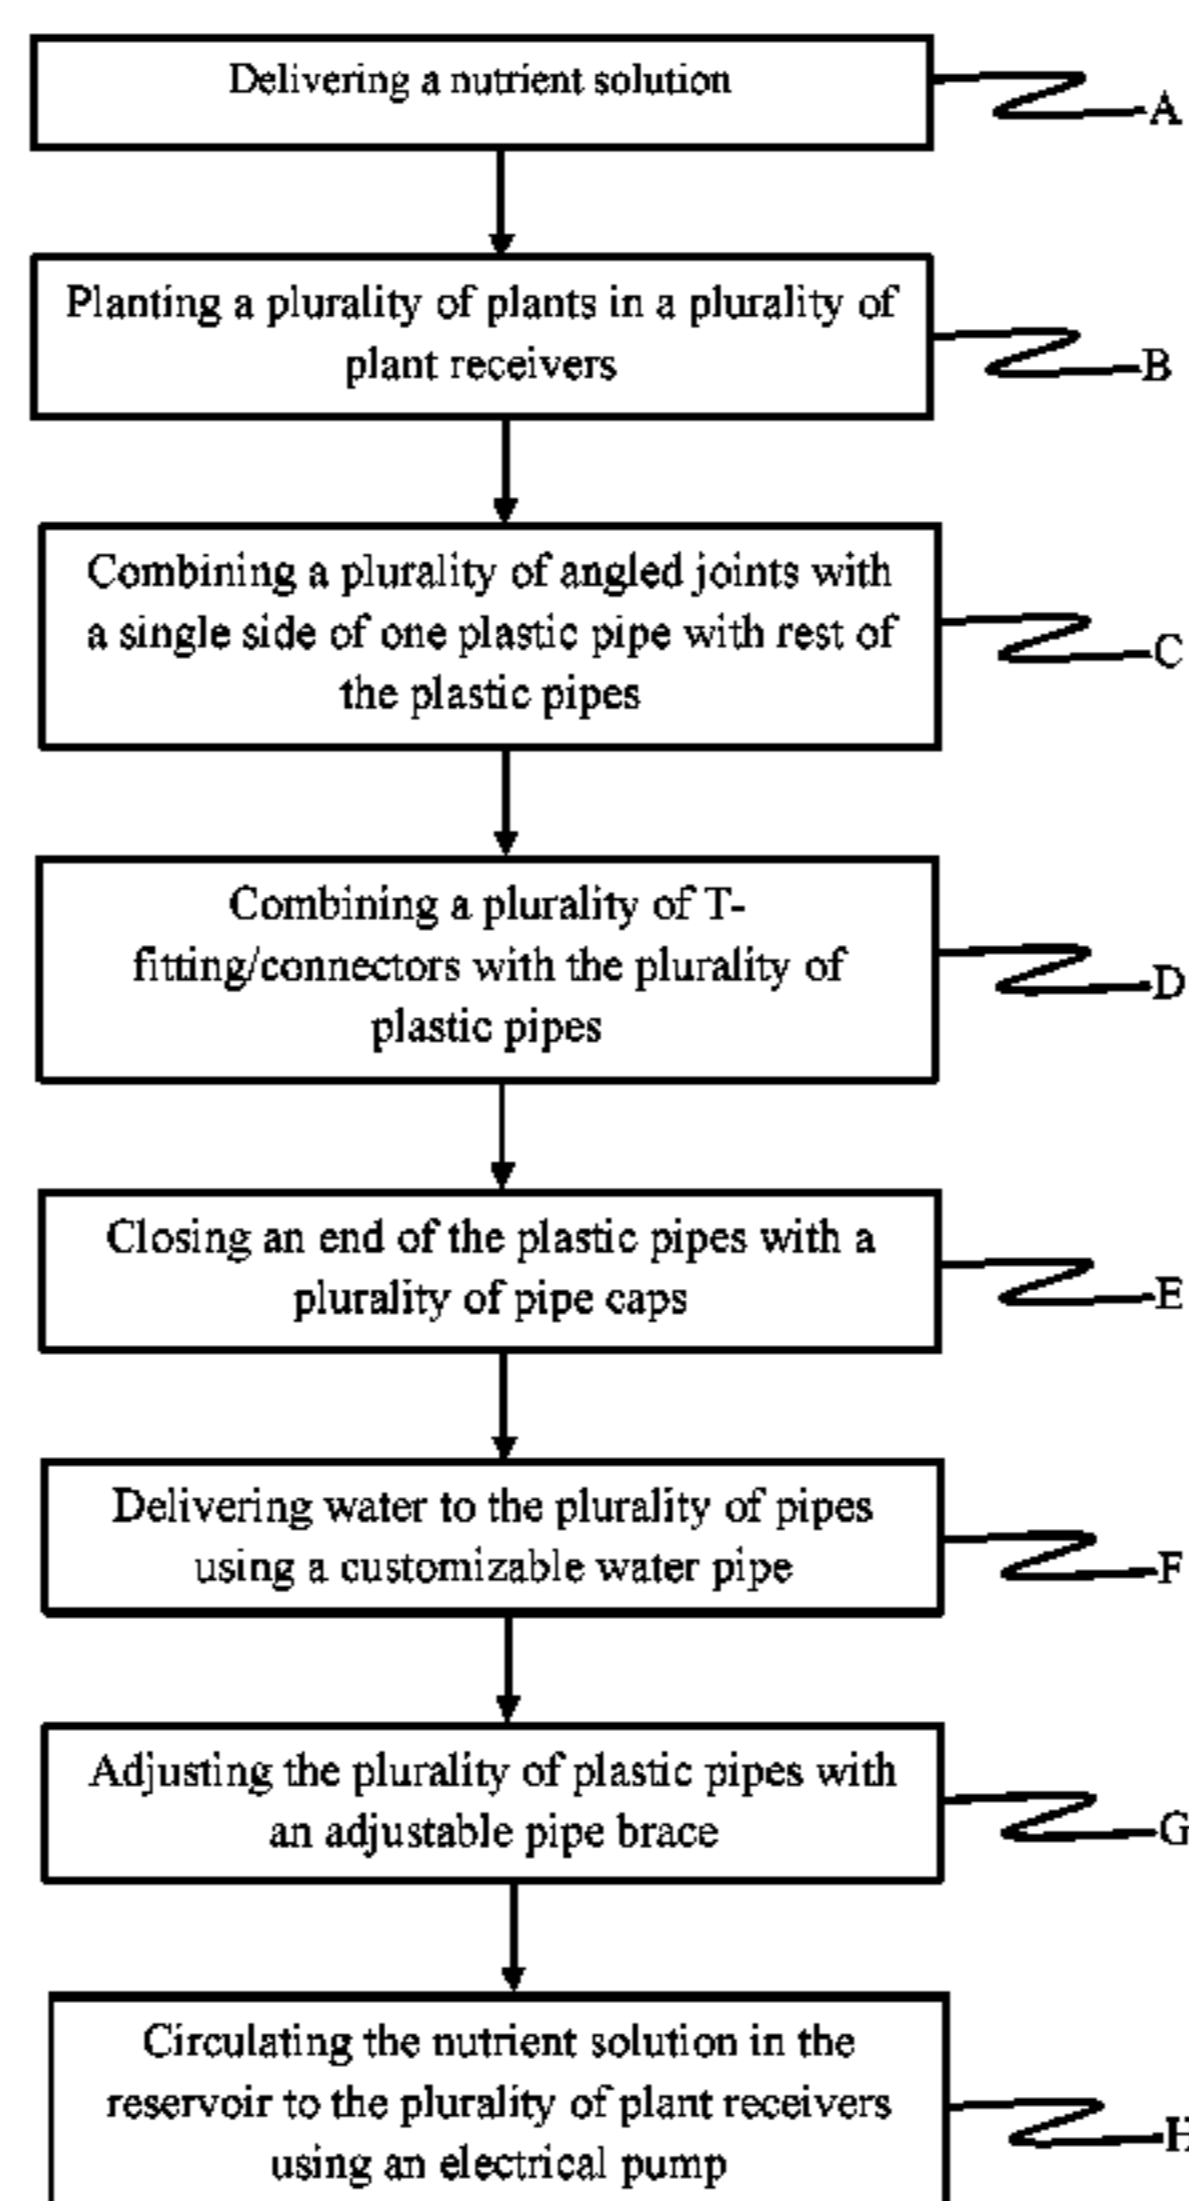 Delivering a nutrient solution
A
Planting a plurality of plants in a plurality of
plant receivers
B
Combining a plurality of angled joints with
a single side of one plastic pipe with rest of
the plastic pipes
C
Combining a plurality of T-
fitting/connectors with the plurality of
plastic pipes
D
Closing an end of the plastic pipes with a
plurality of pipe caps
E
Delivering water to the plurality of pipes
using a customizable water pipe
F
Adjusting the plurality of plastic pipes with
an adjustable pipe brace
G
Circulating the nutrient solution in the
reservoir to the plurality of plant receivers
using an electrical pump
H